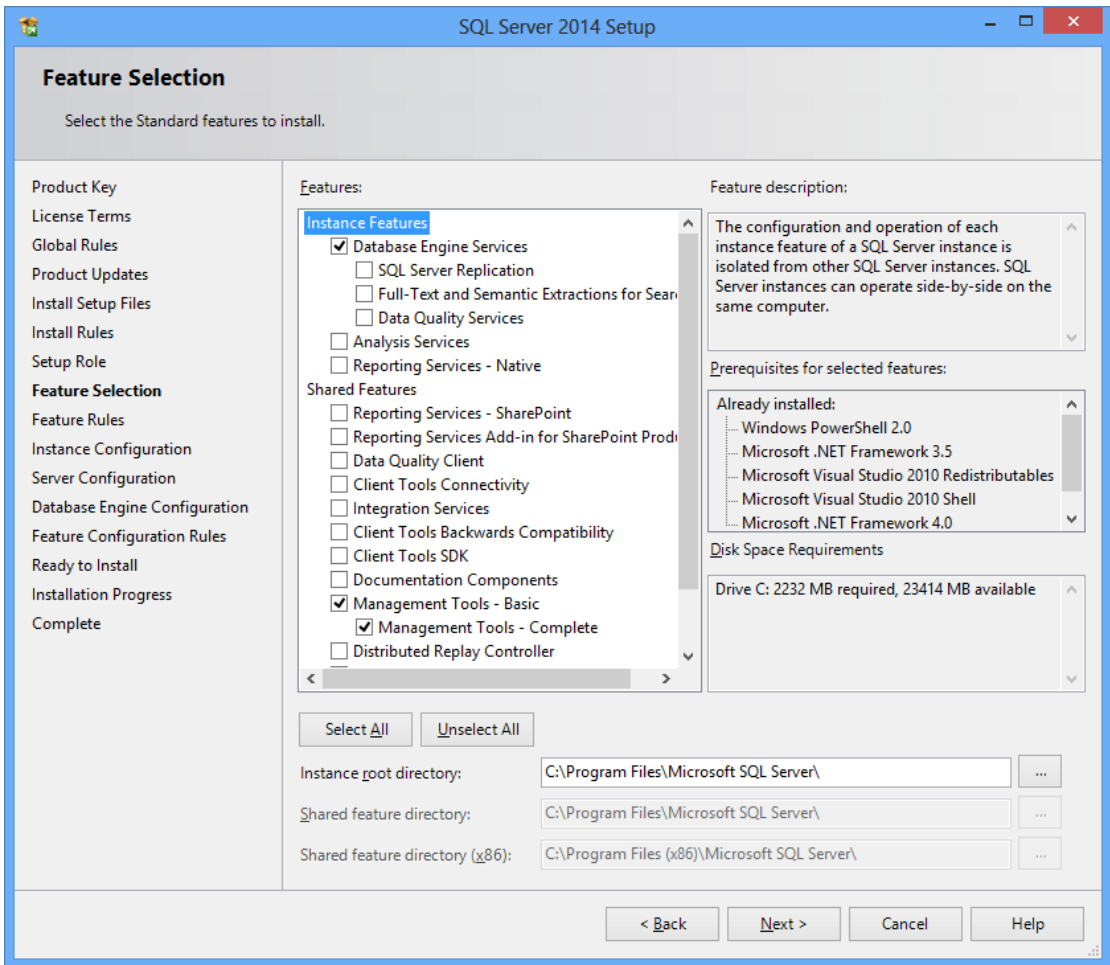 SQL Server 2014 Setup
Feature Selection
Select the Standard features to install.
Product Key
License Terms
Global Rules
Product Updates
Install Setup Files
Install Rules
Setup Role
Feature Selection
Feature Rules
Instance Configuration
Server Configuration
Database Engine Configuration
Feature Configuration Rules
Ready to Install
Installation Progress
Complete
Features:
Instance Features
Database Engine Services
SQL Server Replication
Full-Text and Semantic Extractions for Sear
Data Quality Services
Analysis Services
Reporting Services - Native
Shared Features
Reporting Services - SharePoint
Reporting Services Add-in for SharePoint Produ
Data Quality Client
Client Tools Connectivity
Integration Services
Client Tools Backwards Compatibility
Client Tools SDK
Documentation Components
Management Tools - Basic
Management Tools - Complete
Distributed Replay Controller
Feature description:
The configuration and operation of each
instance feature of a SQL Server instance is
isolated from other SQL Server instances. SQL
Server instances can operate side-by-side on the
same computer.
Prerequisites for selected features:
Already installed:
Windows PowerShell 2.0
Microsoft .NET Framework 3.5
Microsoft Visual Studio 2010 Redistributables
Microsoft Visual Studio 2010 Shell
Microsoft .NET Framework 4.0
Disk Space Requirements
Drive C: 2232 MB required, 23414 MB available
Select All
Unselect All
Instance root directory:
C:\Program Files\Microsoft SQL Server\
...
Shared feature directory:
C:\Program Files\Microsoft SQL Server\
...
Shared feature directory (x86):
C:\Program Files (x86)\Microsoft SQL Server\
...
< Back
Next >
Cancel
Help